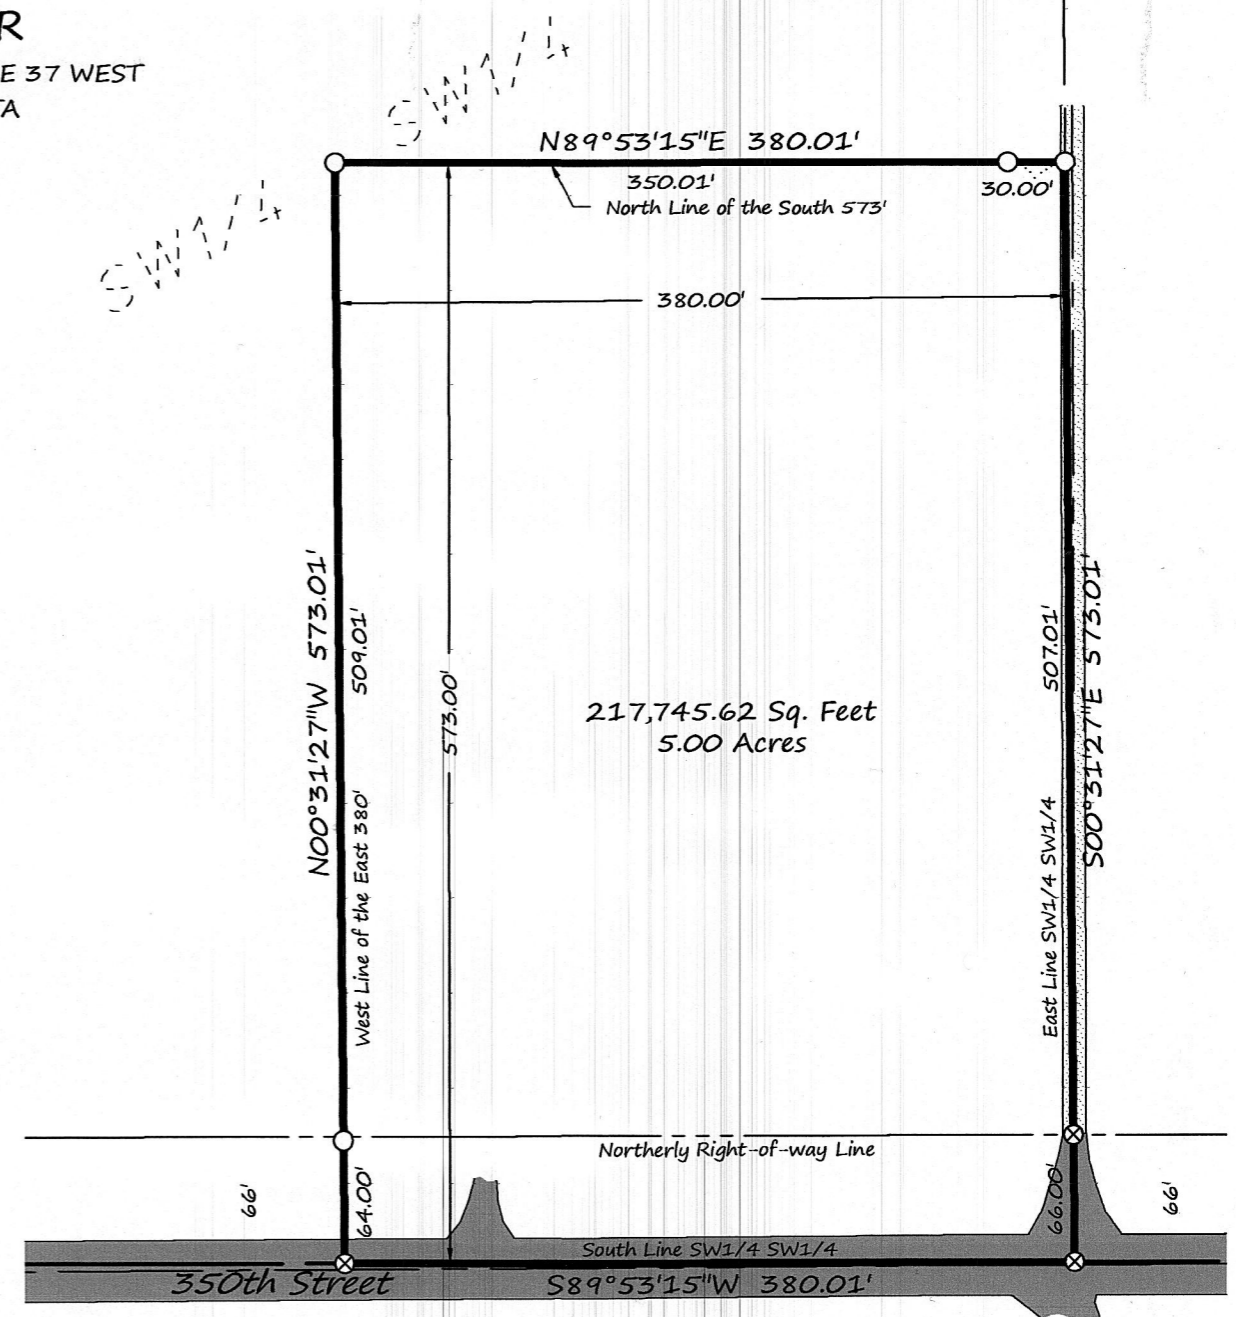 R
E 37 WEST
TA
SW1/4
SW1/4
N89°53'15"E 380.01'
350.01'
30.00'
North Line of the South 573'
380.00'
N00°31'27"W 573.01'
509.01'
West Line of the East 380'
573.00'
217,745.62 Sq. Feet
5.00 Acres
507.01'
S00°31'27"E 573.01'
East Line SW1/4 SW1/4
Northerly Right-of-way Line
66'
64.00'
66.00'
66'
South Line SW1/4 SW1/4
350th Street
S89°53'15"W 380.01'